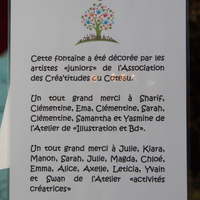 Cette fontaine a été décorée par les
artistes «juniors» de l'Association
des Créa'etudes du Coteau.
Un tout grand merci à Sharif,
Clémentine, Ema, Clémentine, Sarah,
Clémentine, Samantha et Yasmine de
l'Atelier de «Illustration et Bd».
Un tout grand merci à Julie, Kiara,
Manon, Sarah, Julie, Magda, Chloé,
Emma, Alice, Axelle, Leticia, Yvain
et Swan de l'Atelier «activités
créatrices»